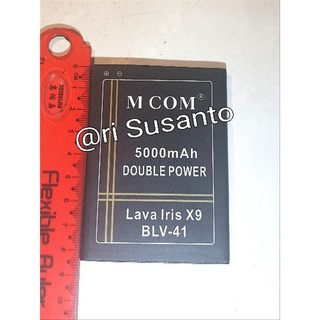 M COM®
@ri Susanto
5000mAh
DOUBLE POWER
Lava Iris X9
BLV-41
Flexible Ruler